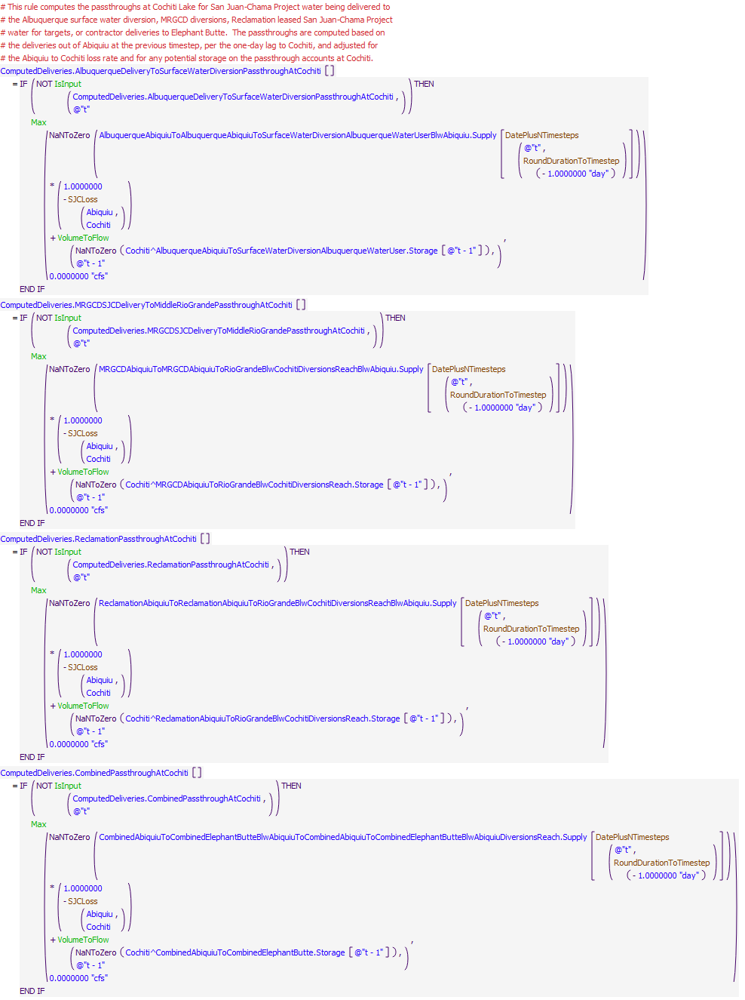 # This rule computes the passthroughs at Cochiti Lake for San Juan-Chama Project water being delivered to
# the Albuquerque surface water diversion, MRGCD diversions, Reclamation leased San Juan-Chama Project
# water for targets, or contractor deliveries to Elephant Butte.  The passthroughs are computed based on
# the deliveries out of Abiquiu at the previous timestep, per the one-day lag to Cochiti, and adjusted for
# the Abiquiu to Cochiti loss rate and for any potential storage on the passthrough accounts at Cochiti.
ComputedDeliveries.AlbuquerqueDeliveryToSurfaceWaterDiversionPassthroughAtCochiti []
= IF ( NOT IsInput ) THEN
( ComputedDeliveries.AlbuquerqueDeliveryToSurfaceWaterDiversionPassthroughAtCochiti ,
@"t" )
Max
( NaNToZero ( AlbuquerqueAbiquiuToAlbuquerqueAbiquiuToSurfaceWaterDiversionAlbuquerqueWaterUserBlwAbiquiu.Supply [ DatePlusNTimesteps
( @"t" ,
RoundDurationToTimestep
( - 1.0000000 "day" ) ) ] )
* ( 1.0000000
- SJCLoss
( Abiquiu ,
Cochiti ) )
+ VolumeToFlow ,
( NaNToZero ( Cochiti^AlbuquerqueAbiquiuToSurfaceWaterDiversionAlbuquerqueWaterUser.Storage [ @"t - 1" ] ),
@"t - 1" )
0.0000000 "cfs" )
END IF
ComputedDeliveries.MRGCDSJCDeliveryToMiddleRioGrandePassthroughAtCochiti []
= IF ( NOT IsInput ) THEN
( ComputedDeliveries.MRGCDSJCDeliveryToMiddleRioGrandePassthroughAtCochiti ,
@"t" )
Max
( NaNToZero ( MRGCDAbiquiuToMRGCDAbiquiuToRioGrandeBlwCochitiDiversionsReachBlwAbiquiu.Supply [ DatePlusNTimesteps
( @"t" ,
RoundDurationToTimestep
( - 1.0000000 "day" ) ) ] )
* ( 1.0000000
- SJCLoss
( Abiquiu ,
Cochiti ) )
+ VolumeToFlow ,
( NaNToZero ( Cochiti^MRGCDAbiquiuToRioGrandeBlwCochitiDiversionsReach.Storage [ @"t - 1" ] ),
@"t - 1" )
0.0000000 "cfs" )
END IF
ComputedDeliveries.ReclamationPassthroughAtCochiti []
= IF ( NOT IsInput ) THEN
( ComputedDeliveries.ReclamationPassthroughAtCochiti ,
@"t" )
Max
( NaNToZero ( ReclamationAbiquiuToReclamationAbiquiuToRioGrandeBlwCochitiDiversionsReachBlwAbiquiu.Supply [ DatePlusNTimesteps
( @"t" ,
RoundDurationToTimestep
( - 1.0000000 "day" ) ) ] )
* ( 1.0000000
- SJCLoss
( Abiquiu ,
Cochiti ) )
+ VolumeToFlow ,
( NaNToZero ( Cochiti^ReclamationAbiquiuToRioGrandeBlwCochitiDiversionsReach.Storage [ @"t - 1" ] ),
@"t - 1" )
0.0000000 "cfs" )
END IF
ComputedDeliveries.CombinedPassthroughAtCochiti []
= IF ( NOT IsInput ) THEN
( ComputedDeliveries.CombinedPassthroughAtCochiti ,
@"t" )
Max
( NaNToZero ( CombinedAbiquiuToCombinedElephantButteBlwAbiquiuToCombinedAbiquiuToCombinedElephantButteBlwAbiquiuDiversionsReach.Supply [ DatePlusNTimesteps
( @"t" ,
RoundDurationToTimestep
( - 1.0000000 "day" ) ) ] )
* ( 1.0000000
- SJCLoss
( Abiquiu ,
Cochiti ) )
+ VolumeToFlow ,
( NaNToZero ( Cochiti^CombinedAbiquiuToCombinedElephantButte.Storage [ @"t - 1" ] ),
@"t - 1" )
0.0000000 "cfs" )
END IF